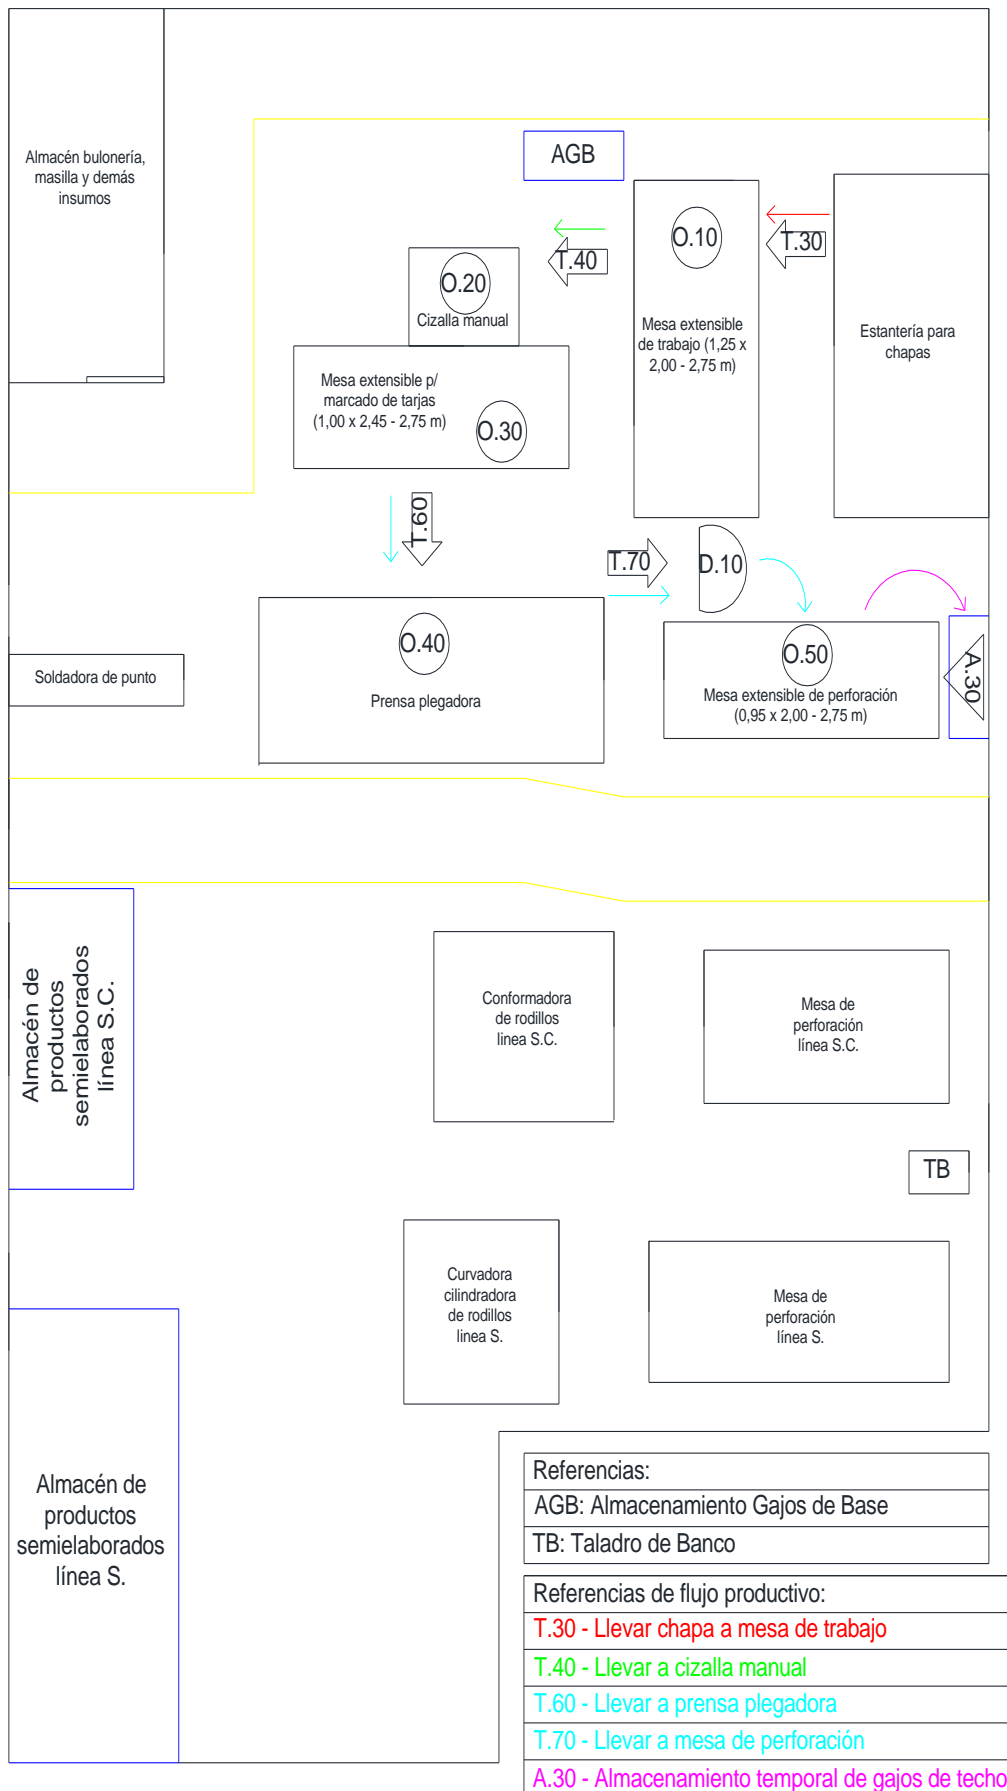 Almacén bulonería,
masilla y demás
insumos
AGB
O.10
T.30
T.40
O.20
Cizalla manual
Mesa extensible
de trabajo (1,25 x
2,00 - 2,75 m)
Estantería para
chapas
Mesa extensible p/
marcado de tarjas
(1,00 x 2,45 - 2,75 m)
O.30
T.60
T.70
D.10
O.40
Prensa plegadora
O.50
Mesa extensible de perforación
(0,95 x 2,00 - 2,75 m)
A.30
Soldadora de punto
Almacén de
productos
semielaborados
línea S.C.
Conformadora
de rodillos
linea S.C.
Mesa de
perforación
línea S.C.
TB
Curvadora
cilindradora
de rodillos
linea S.
Mesa de
perforación
línea S.
Almacén de
productos
semielaborados
línea S.
Referencias:
AGB: Almacenamiento Gajos de Base
TB: Taladro de Banco
Referencias de flujo productivo:
T.30 - Llevar chapa a mesa de trabajo
T.40 - Llevar a cizalla manual
T.60 - Llevar a prensa plegadora
T.70 - Llevar a mesa de perforación
A.30 - Almacenamiento temporal de gajos de techo